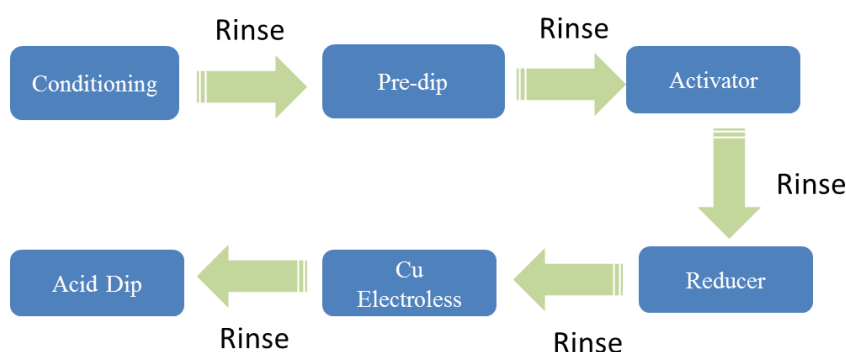 Rinse
Rinse
Conditioning
Pre-dip
Activator
Rinse
Acid Dip
Cu
Electroless
Reducer
Rinse
Rinse